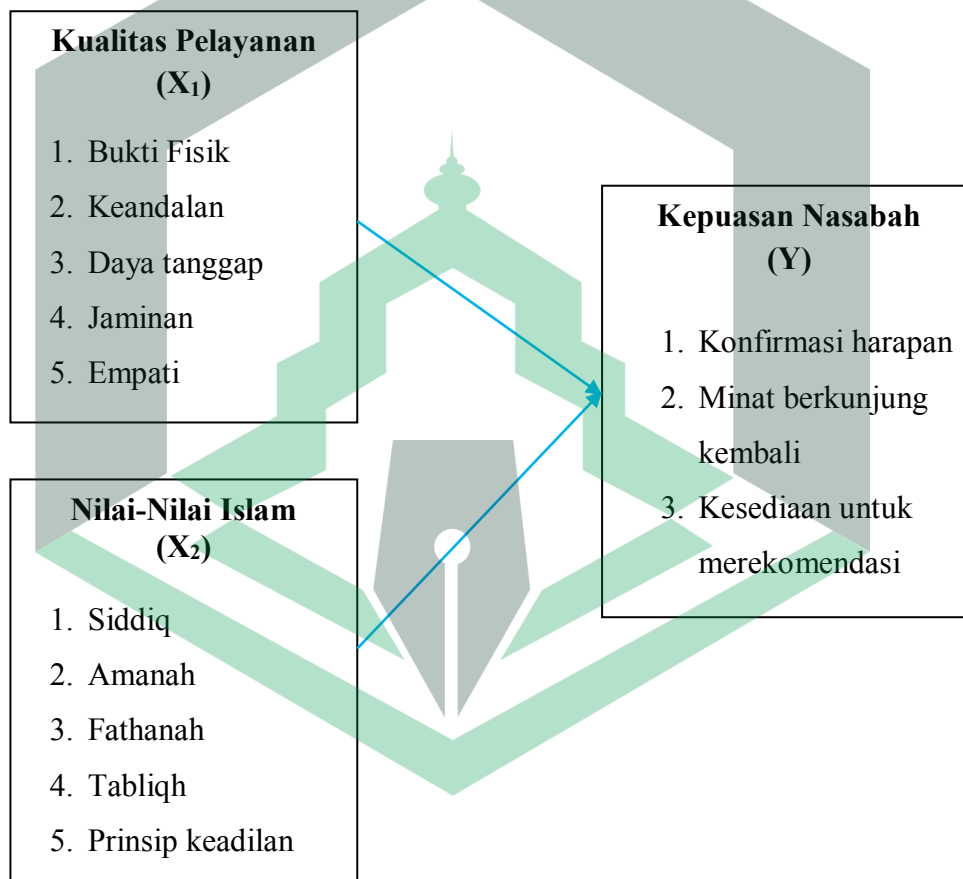 Kualitas Pelayanan
(X₁)
1. Bukti Fisik
2. Keandalan
3. Daya tanggap
4. Jaminan
5. Empati
Nilai-Nilai Islam
(X₂)
1. Siddiq
2. Amanah
3. Fathanah
4. Tabliqh
5. Prinsip keadilan
Kepuasan Nasabah
(Y)
1. Konfirmasi harapan
2. Minat berkunjung
kembali
3. Kesediaan untuk
merekomendasi